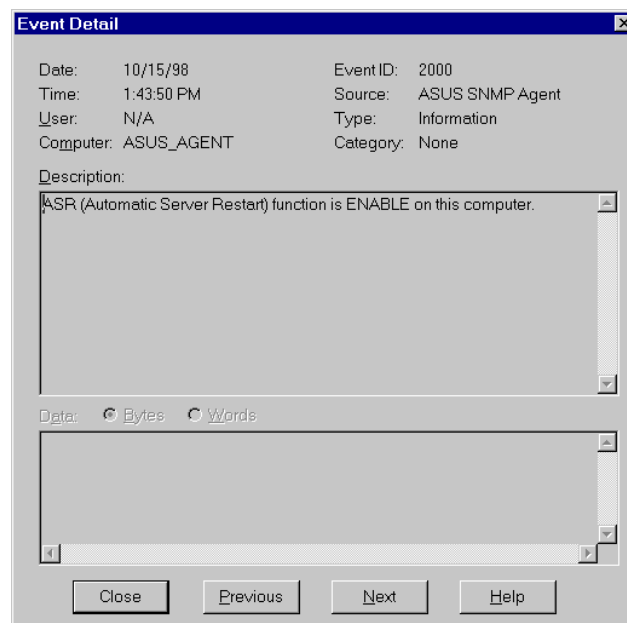 Event Detail
Date: 10/15/98 Event ID: 2000
Time: 1:43:50 PM Source: ASUS SNMP Agent
User: N/A Type: Information
Computer: ASUS_AGENT Category: None
Description:
ASR (Automatic Server Restart) function is ENABLE on this computer.
Data: Bytes Words
Close Previous Next Help